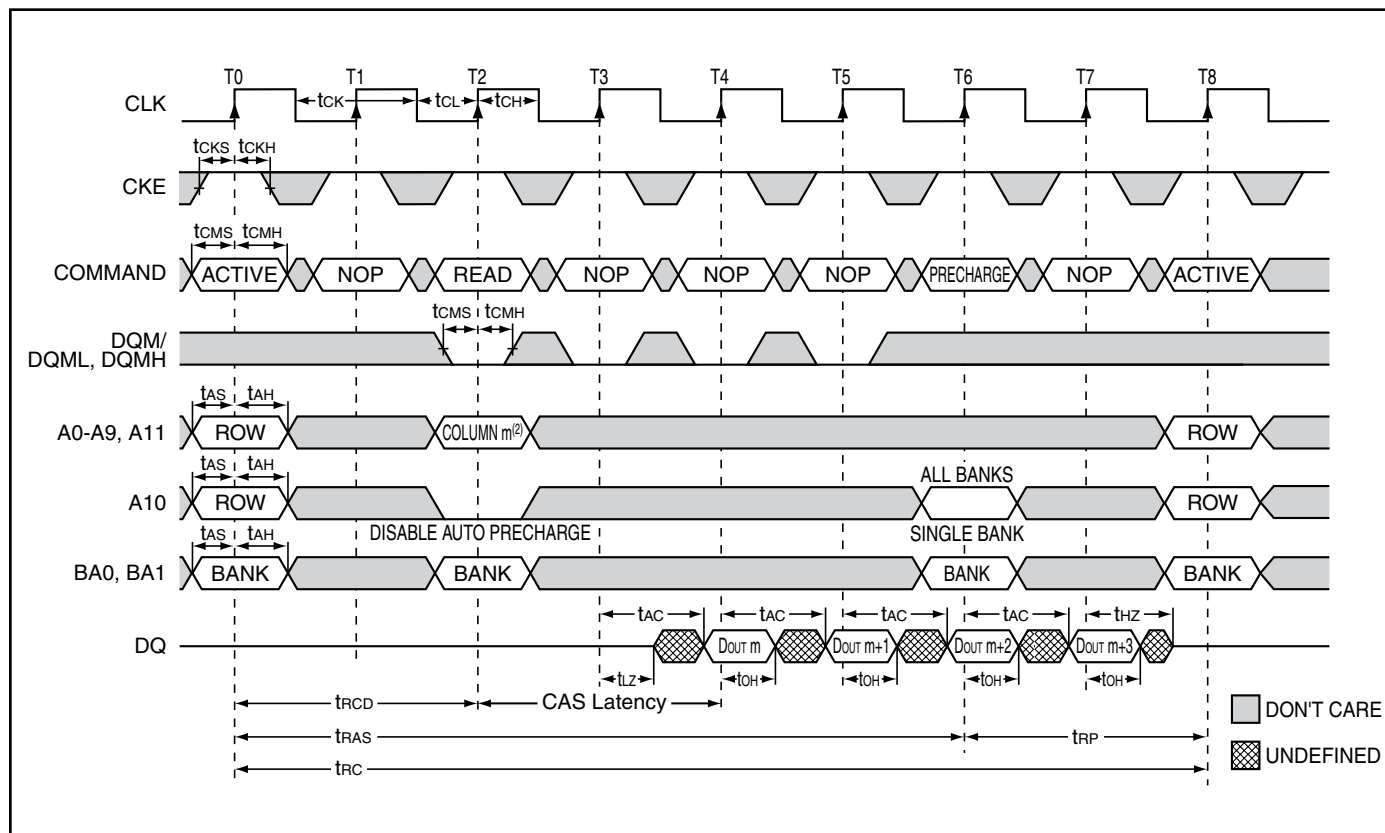 T0 T1 T2 T3 T4 T5 T6 T7 T8
CLK tCK tCL tCH
tCKS tCKH
CKE
tCMS tCMH
COMMAND ACTIVE NOP READ NOP NOP NOP PRECHARGE NOP ACTIVE
tCMS tCMH
DQM/
DQML, DQMH
tAS tAH
A0-A9, A11 ROW COLUMN m(2) ROW
tAS tAH ALL BANKS
A10 ROW ROW
tAS tAH DISABLE AUTO PRECHARGE SINGLE BANK
BA0, BA1 BANK BANK BANK BANK
tAC tAC tAC tAC tHZ
DQ DOUT m DOUT m+1 DOUT m+2 DOUT m+3
tLZ tOH tOH tOH tOH
tRCD CAS Latency
DON'T CARE
tRAS tRP
UNDEFINED
tRC